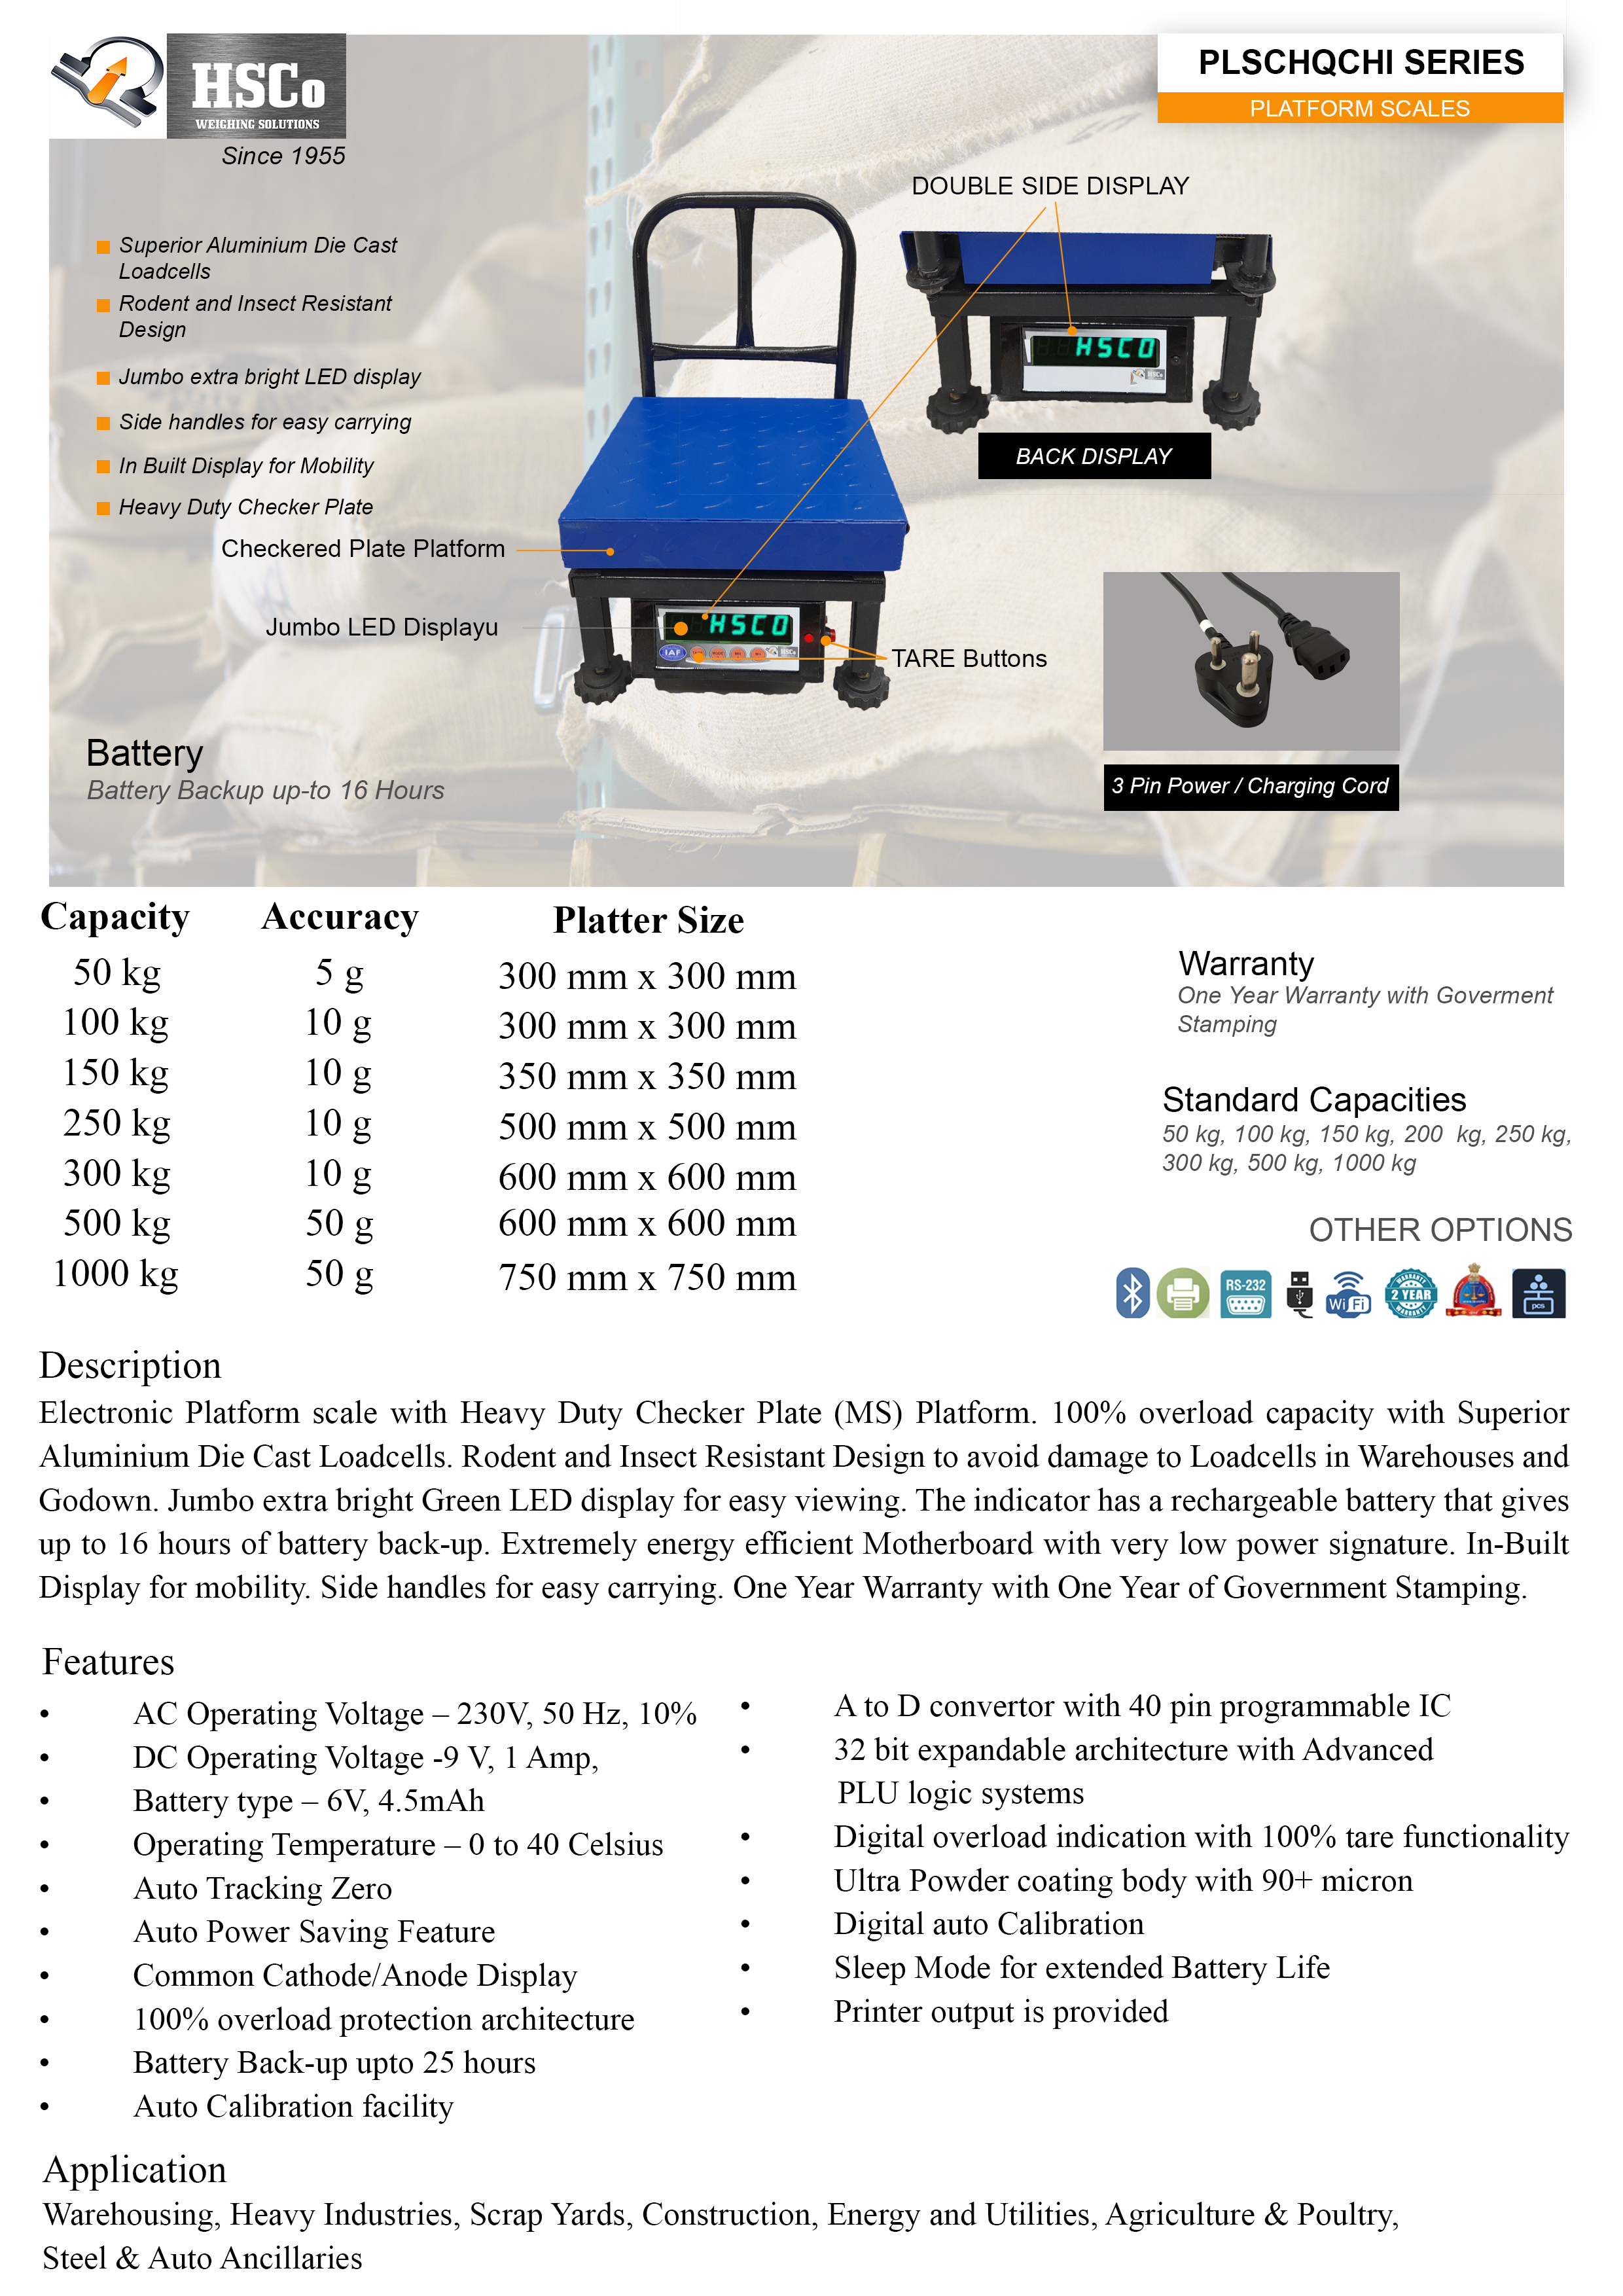 HSCo
WEIGHING SOLUTIONS
Since 1955
PLSCHQCHI SERIES
PLATFORM SCALES
Superior Aluminium Die Cast
Loadcells
Rodent and Insect Resistant
Design
Jumbo extra bright LED display
Side handles for easy carrying
In Built Display for Mobility
Heavy Duty Checker Plate
DOUBLE SIDE DISPLAY
HSCO
HSCo
BACK DISPLAY
Checkered Plate Platform
Jumbo LED Displayu
HSCO
IAF
HSCo
TARE Buttons
3 Pin Power / Charging Cord
Battery
Battery Backup up-to 16 Hours
Capacity Accuracy Platter Size
50 kg 5 g 300 mm x 300 mm
100 kg 10 g 300 mm x 300 mm
150 kg 10 g 350 mm x 350 mm
250 kg 10 g 500 mm x 500 mm
300 kg 10 g 600 mm x 600 mm
500 kg 50 g 600 mm x 600 mm
1000 kg 50 g 750 mm x 750 mm
Warranty
One Year Warranty with Goverment
Stamping
Standard Capacities
50 kg, 100 kg, 150 kg, 200 kg, 250 kg,
300 kg, 500 kg, 1000 kg
OTHER OPTIONS
RS-232
WiFi
WARRANTY
2 YEAR
WARRANTY
pcs
Description
Electronic Platform scale with Heavy Duty Checker Plate (MS) Platform. 100% overload capacity with Superior
Aluminium Die Cast Loadcells. Rodent and Insect Resistant Design to avoid damage to Loadcells in Warehouses and
Godown. Jumbo extra bright Green LED display for easy viewing. The indicator has a rechargeable battery that gives
up to 16 hours of battery back-up. Extremely energy efficient Motherboard with very low power signature. In-Built
Display for mobility. Side handles for easy carrying. One Year Warranty with One Year of Government Stamping.
Features
• AC Operating Voltage – 230V, 50 Hz, 10%
• DC Operating Voltage -9 V, 1 Amp,
• Battery type – 6V, 4.5mAh
• Operating Temperature – 0 to 40 Celsius
• Auto Tracking Zero
• Auto Power Saving Feature
• Common Cathode/Anode Display
• 100% overload protection architecture
• Battery Back-up upto 25 hours
• Auto Calibration facility
• A to D convertor with 40 pin programmable IC
• 32 bit expandable architecture with Advanced
PLU logic systems
• Digital overload indication with 100% tare functionality
• Ultra Powder coating body with 90+ micron
• Digital auto Calibration
• Sleep Mode for extended Battery Life
• Printer output is provided
Application
Warehousing, Heavy Industries, Scrap Yards, Construction, Energy and Utilities, Agriculture & Poultry,
Steel & Auto Ancillaries